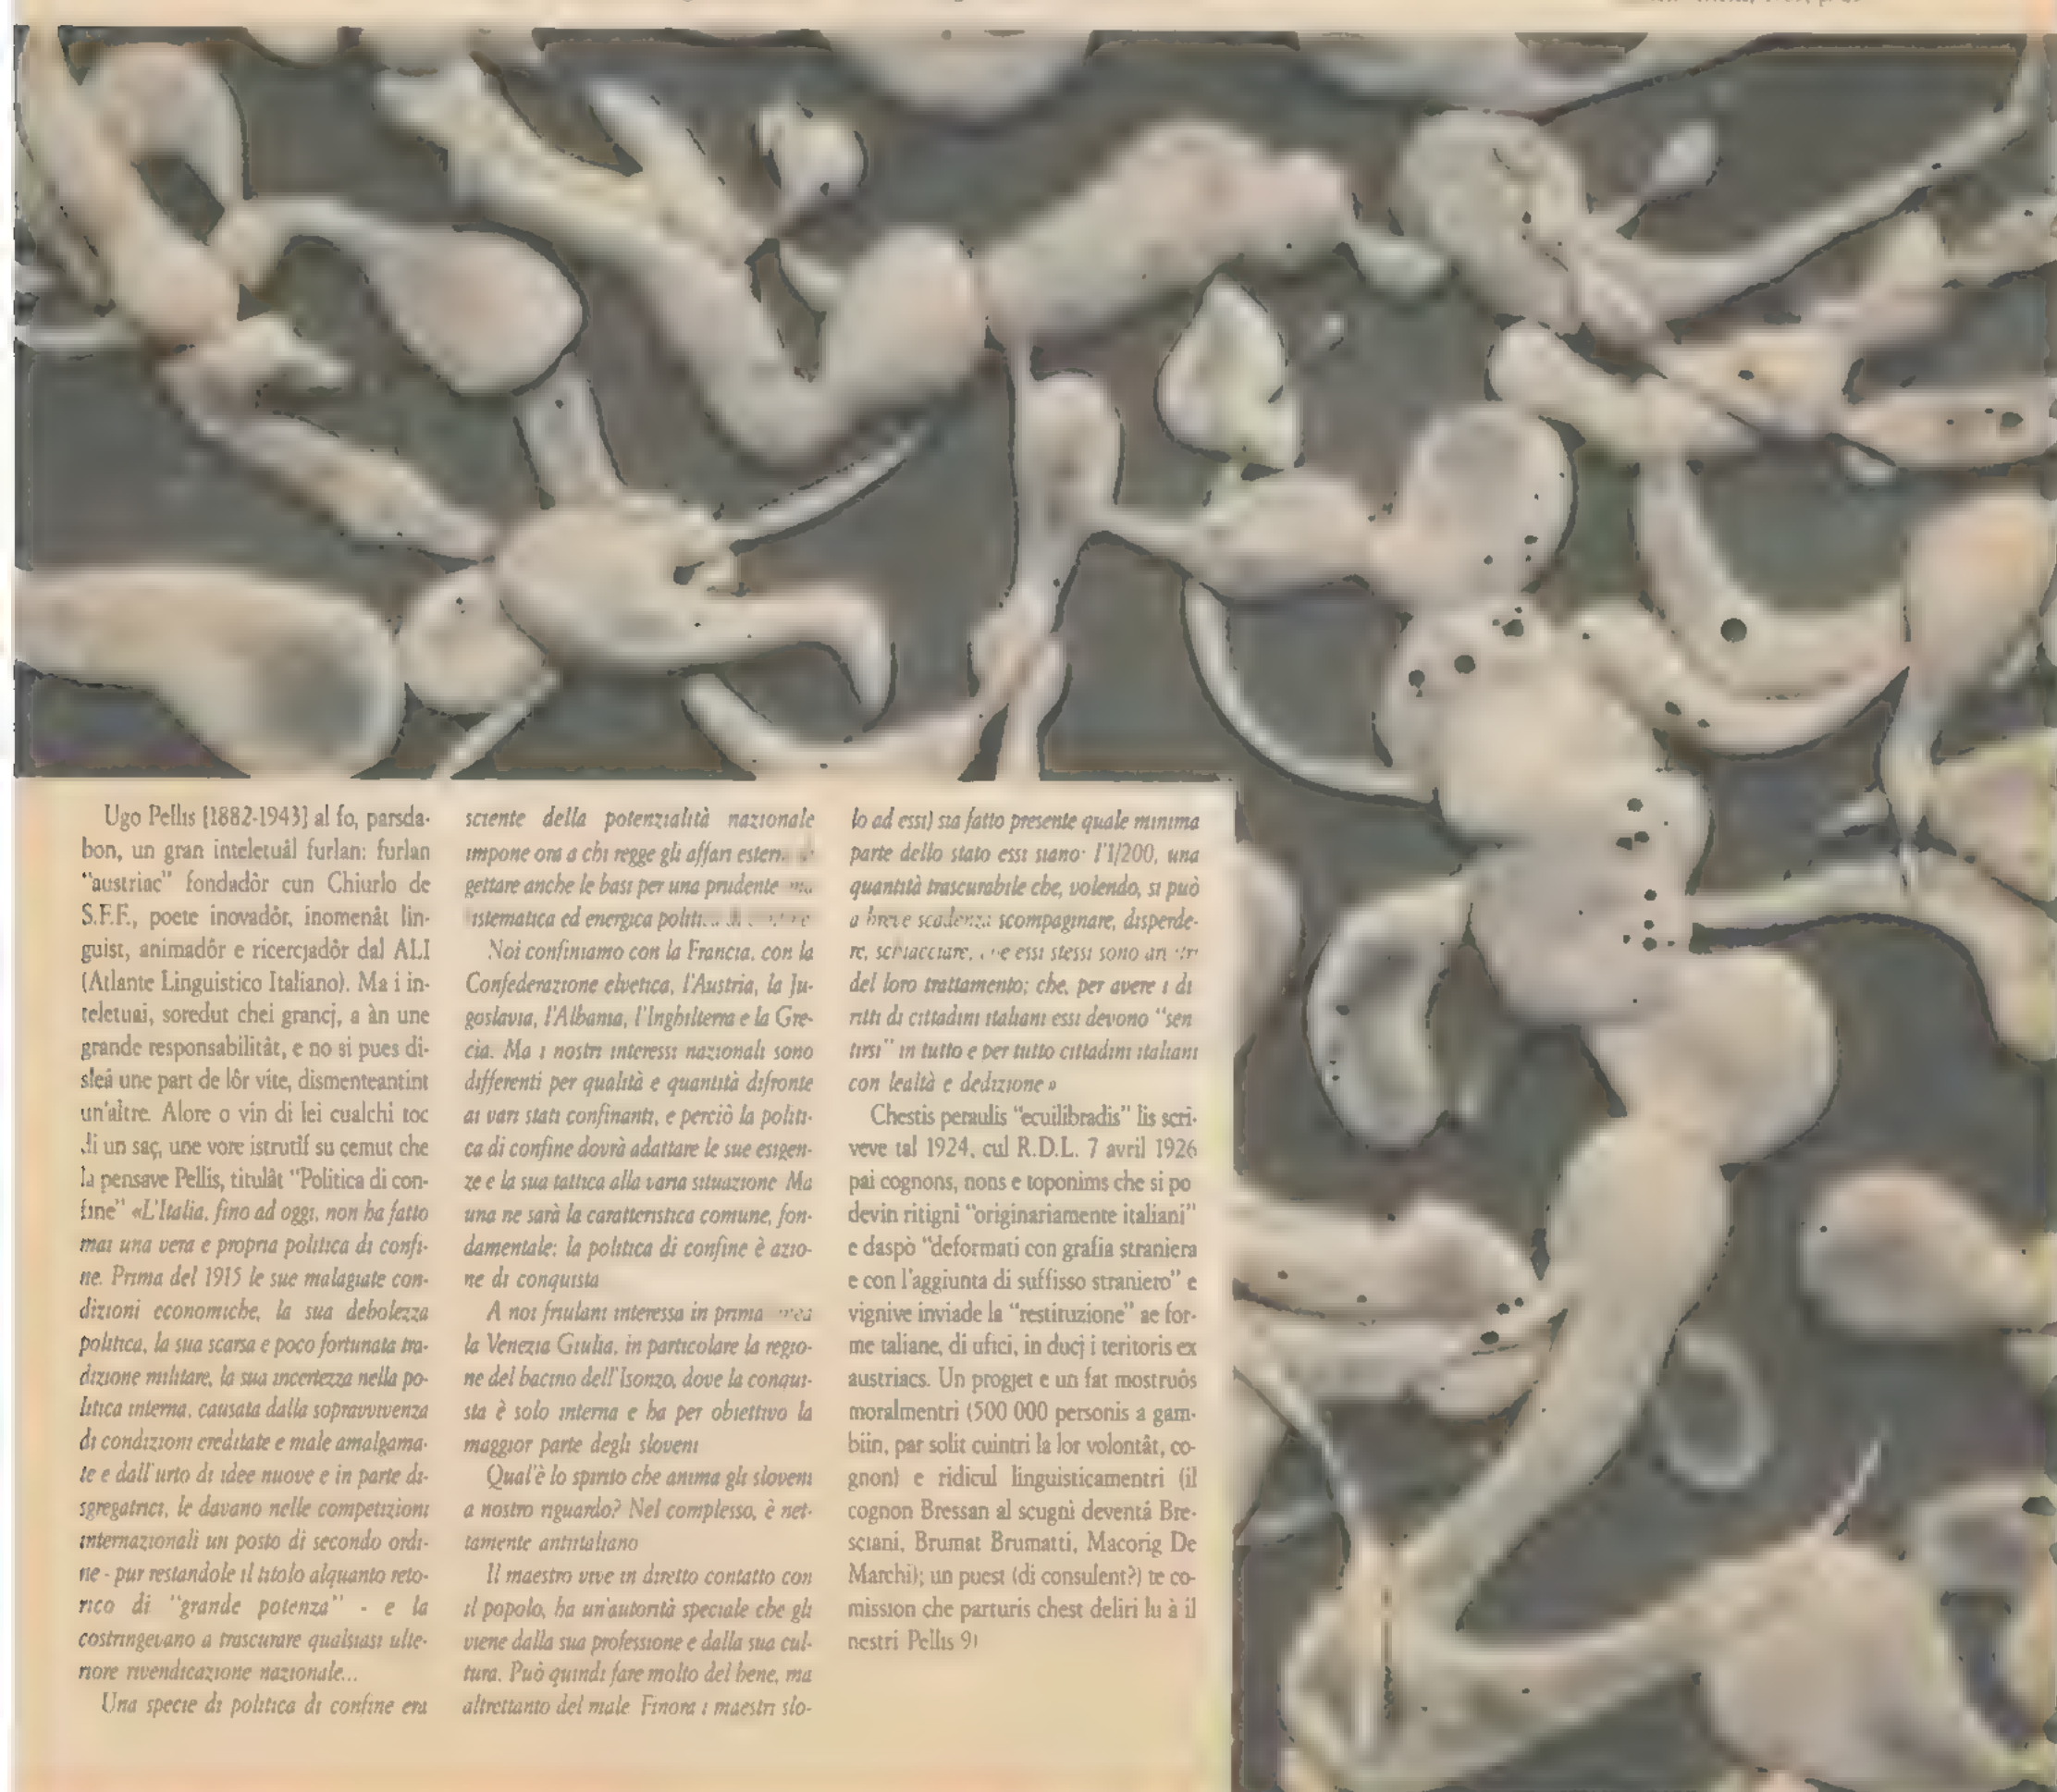 Ugo Pellis [1882-1943] al fo, parsda-
bon, un gran inteletuâl furlan: furlan
"austriac" fondadôr cun Chiurlo de
S.F.F., poete inovadôr, inomenât lin-
guist, animadôr e ricercjadôr dal ALI
(Atlante Linguistico Italiano). Ma i in-
teletuai, soredut chei grancj, a àn une
grande responsabilitât, e no si pues di-
sleâ une part de lôr vite, dismenteantint
un'altre. Alore o vin di lei cualchi toc
di un saç, une vore istrutîf su cemut che
la pensave Pellis, titulât "Politica di con-
fine" «L'Italia, fino ad oggi, non ha fatto
mai una vera e propria politica di confi-
ne. Prima del 1915 le sue malagiate con-
dizioni economiche, la sua debolezza
politica, la sua scarsa e poco fortunata tra-
dizione militare, la sua incertezza nella po-
litica interna, causata dalla sopravvivenza
di condizioni ereditate e male amalgama-
te e dall'urto di idee nuove e in parte di-
sgregatrici, le davano nelle competizioni
internazionali un posto di secondo ordi-
ne - pur restandole il titolo alquanto reto-
rico di "grande potenza" - e la
costringevano a trascurare qualsiasi ulte-
riore rivendicazione nazionale...
Una specie di politica di confine era
sciente della potenzialità nazionale
impone ora a chi regge gli affari
gettare anche le basi per una prudente
sistematica ed energica
Noi confiniamo con la Francia, con la
Confederazione elvetica, l'Austria, la Ju-
goslavia, l'Albania, l'Inghilterra e la Gre-
cia. Ma i nostri interessi nazionali sono
differenti per qualità e quantità difronte
ai vari stati confinanti, e perciò la politi-
ca di confine dovrà adattare le sue esigen-
ze e la sua tattica alla varia situazione Ma
una ne sarà la caratteristica comune, fon-
damentale: la politica di confine è azio-
ne di conquista
A noi friulani interessa in prima
la Venezia Giulia, in particolare la regio-
ne del bacino dell'Isonzo, dove la conqui-
sta è solo interna e ha per obiettivo la
maggior parte degli sloveni
Qual'è lo spirito che anima gli sloveni
a nostro riguardo? Nel complesso, è net-
tamente antiitaliano
Il maestro vive in diretto contatto con
il popolo, ha un'autorità speciale che gli
viene dalla sua professione e dalla sua cul-
tura. Può quindi fare molto del bene, ma
altrettanto del male Finora i maestri slo-
lo ad essi) sia fatto presente quale minima
parte dello stato essi siano: l'1/200, una
quantità trascurabile che, volendo, si può
a breve scadenza scompaginare, disperde-
re, schiacciare, che essi stessi sono
del loro trattamento; che, per avere i di
ritti di cittadini italiani essi devono "sen
tirsi" in tutto e per tutto cittadini italiani
con lealtà e dedizione»
Chestis peraulis "ecuilibradis" lis scri-
veve tal 1924, cul R.D.L. 7 avril 1926
pai cognons, nons e toponims che si po
devin ritignî "originariamente italiani"
e daspò "deformati con grafia straniera
e con l'aggiunta di suffisso straniero" e
vignive inviade la "restituzione" ae for-
me taliane, di ufici, in ducj i teritoris ex
austriacs. Un progjet e un fat mostruôs
moralmentri (500 000 personis a gam-
biin, par solit cuintri la lor volontât, co-
gnon) e ridicul linguisticamentri (il
cognon Bressan al scugnì deventâ Bre-
sciani, Brumat Brumatti, Macorig De
Marchi); un puest (di consulent?) te co-
mission che parturis chest deliri lu à il
nestri Pellis 9)